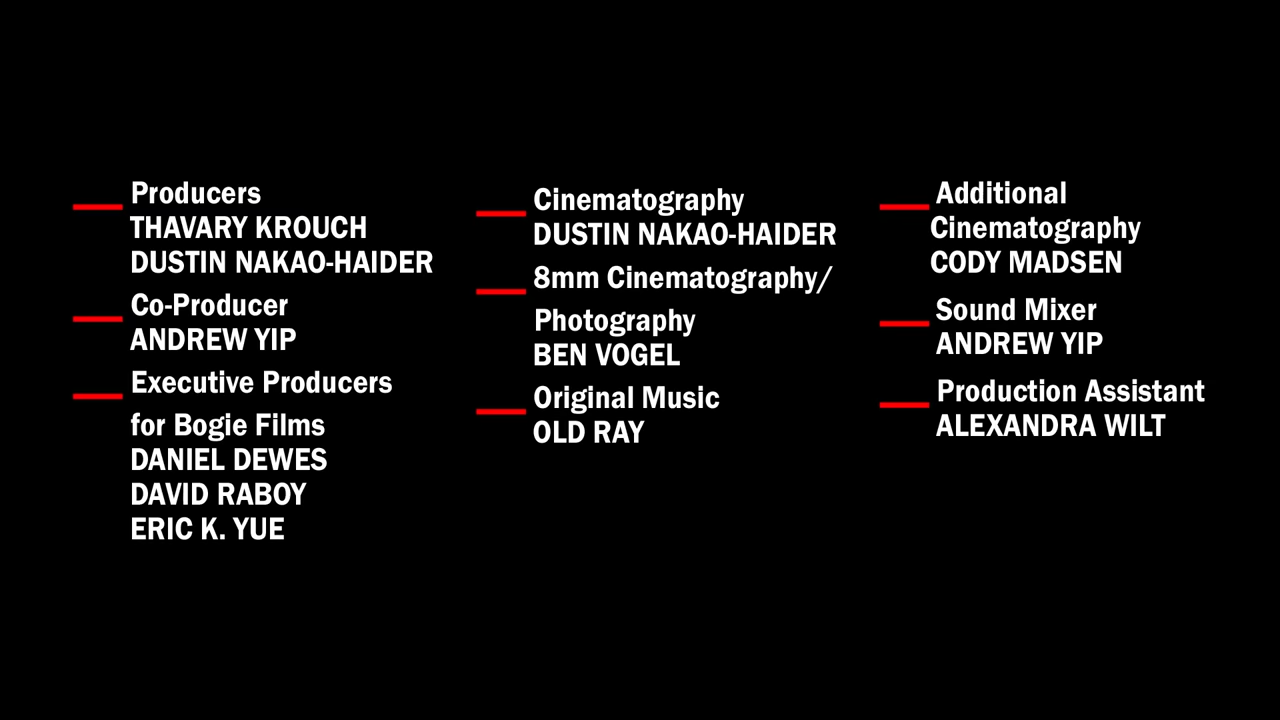 Producers
THAVARY KROUCH
DUSTIN NAKAO-HAIDER
Co-Producer
ANDREW YIP
Executive Producers
for Bogie Films
DANIEL DEWES
DAVID RABOY
ERIC K. YUE
Cinematography
DUSTIN NAKAO-HAIDER
8mm Cinematography/
Photography
BEN VOGEL
Original Music
OLD RAY
Additional
Cinematography
CODY MADSEN
Sound Mixer
ANDREW YIP
Production Assistant
ALEXANDRA WILT